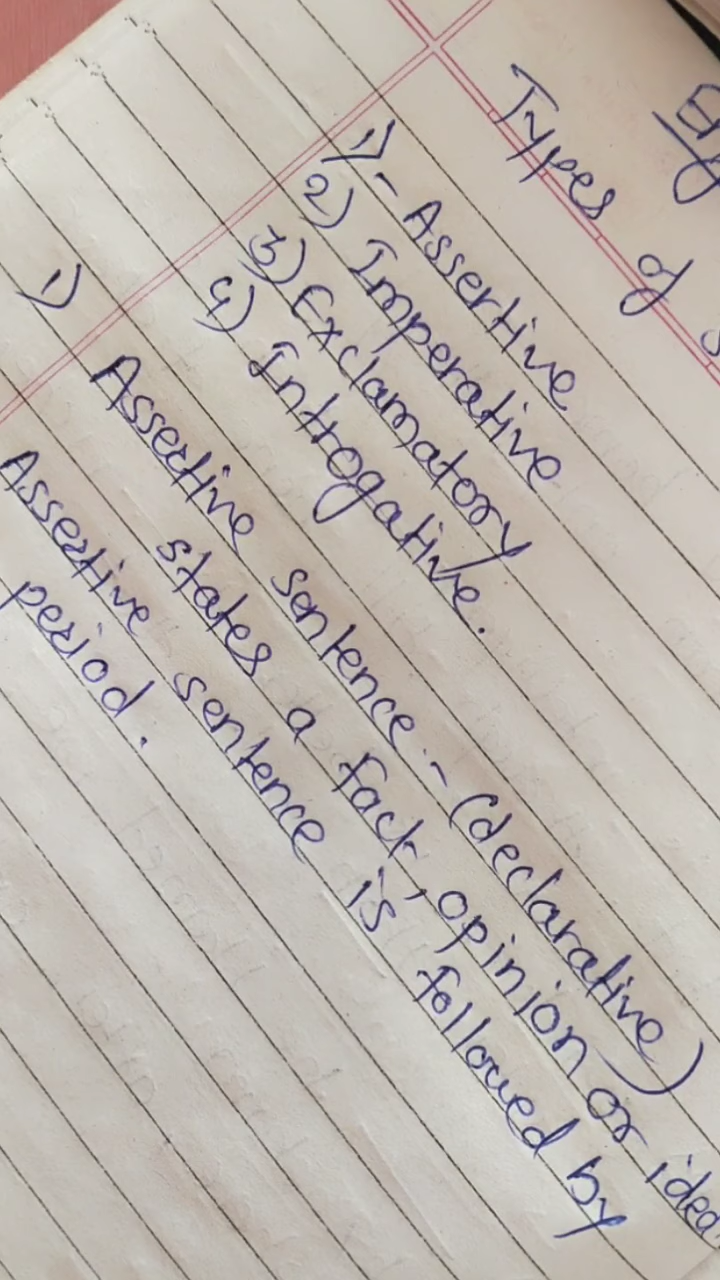 Types of
1) - Assertive
2) Imperative
3) Exclamatory
4) Introgative.
1) Assertive sentence :- (declarative)
states a fact, opinion or idea
Assertive sentence is followed by
period.